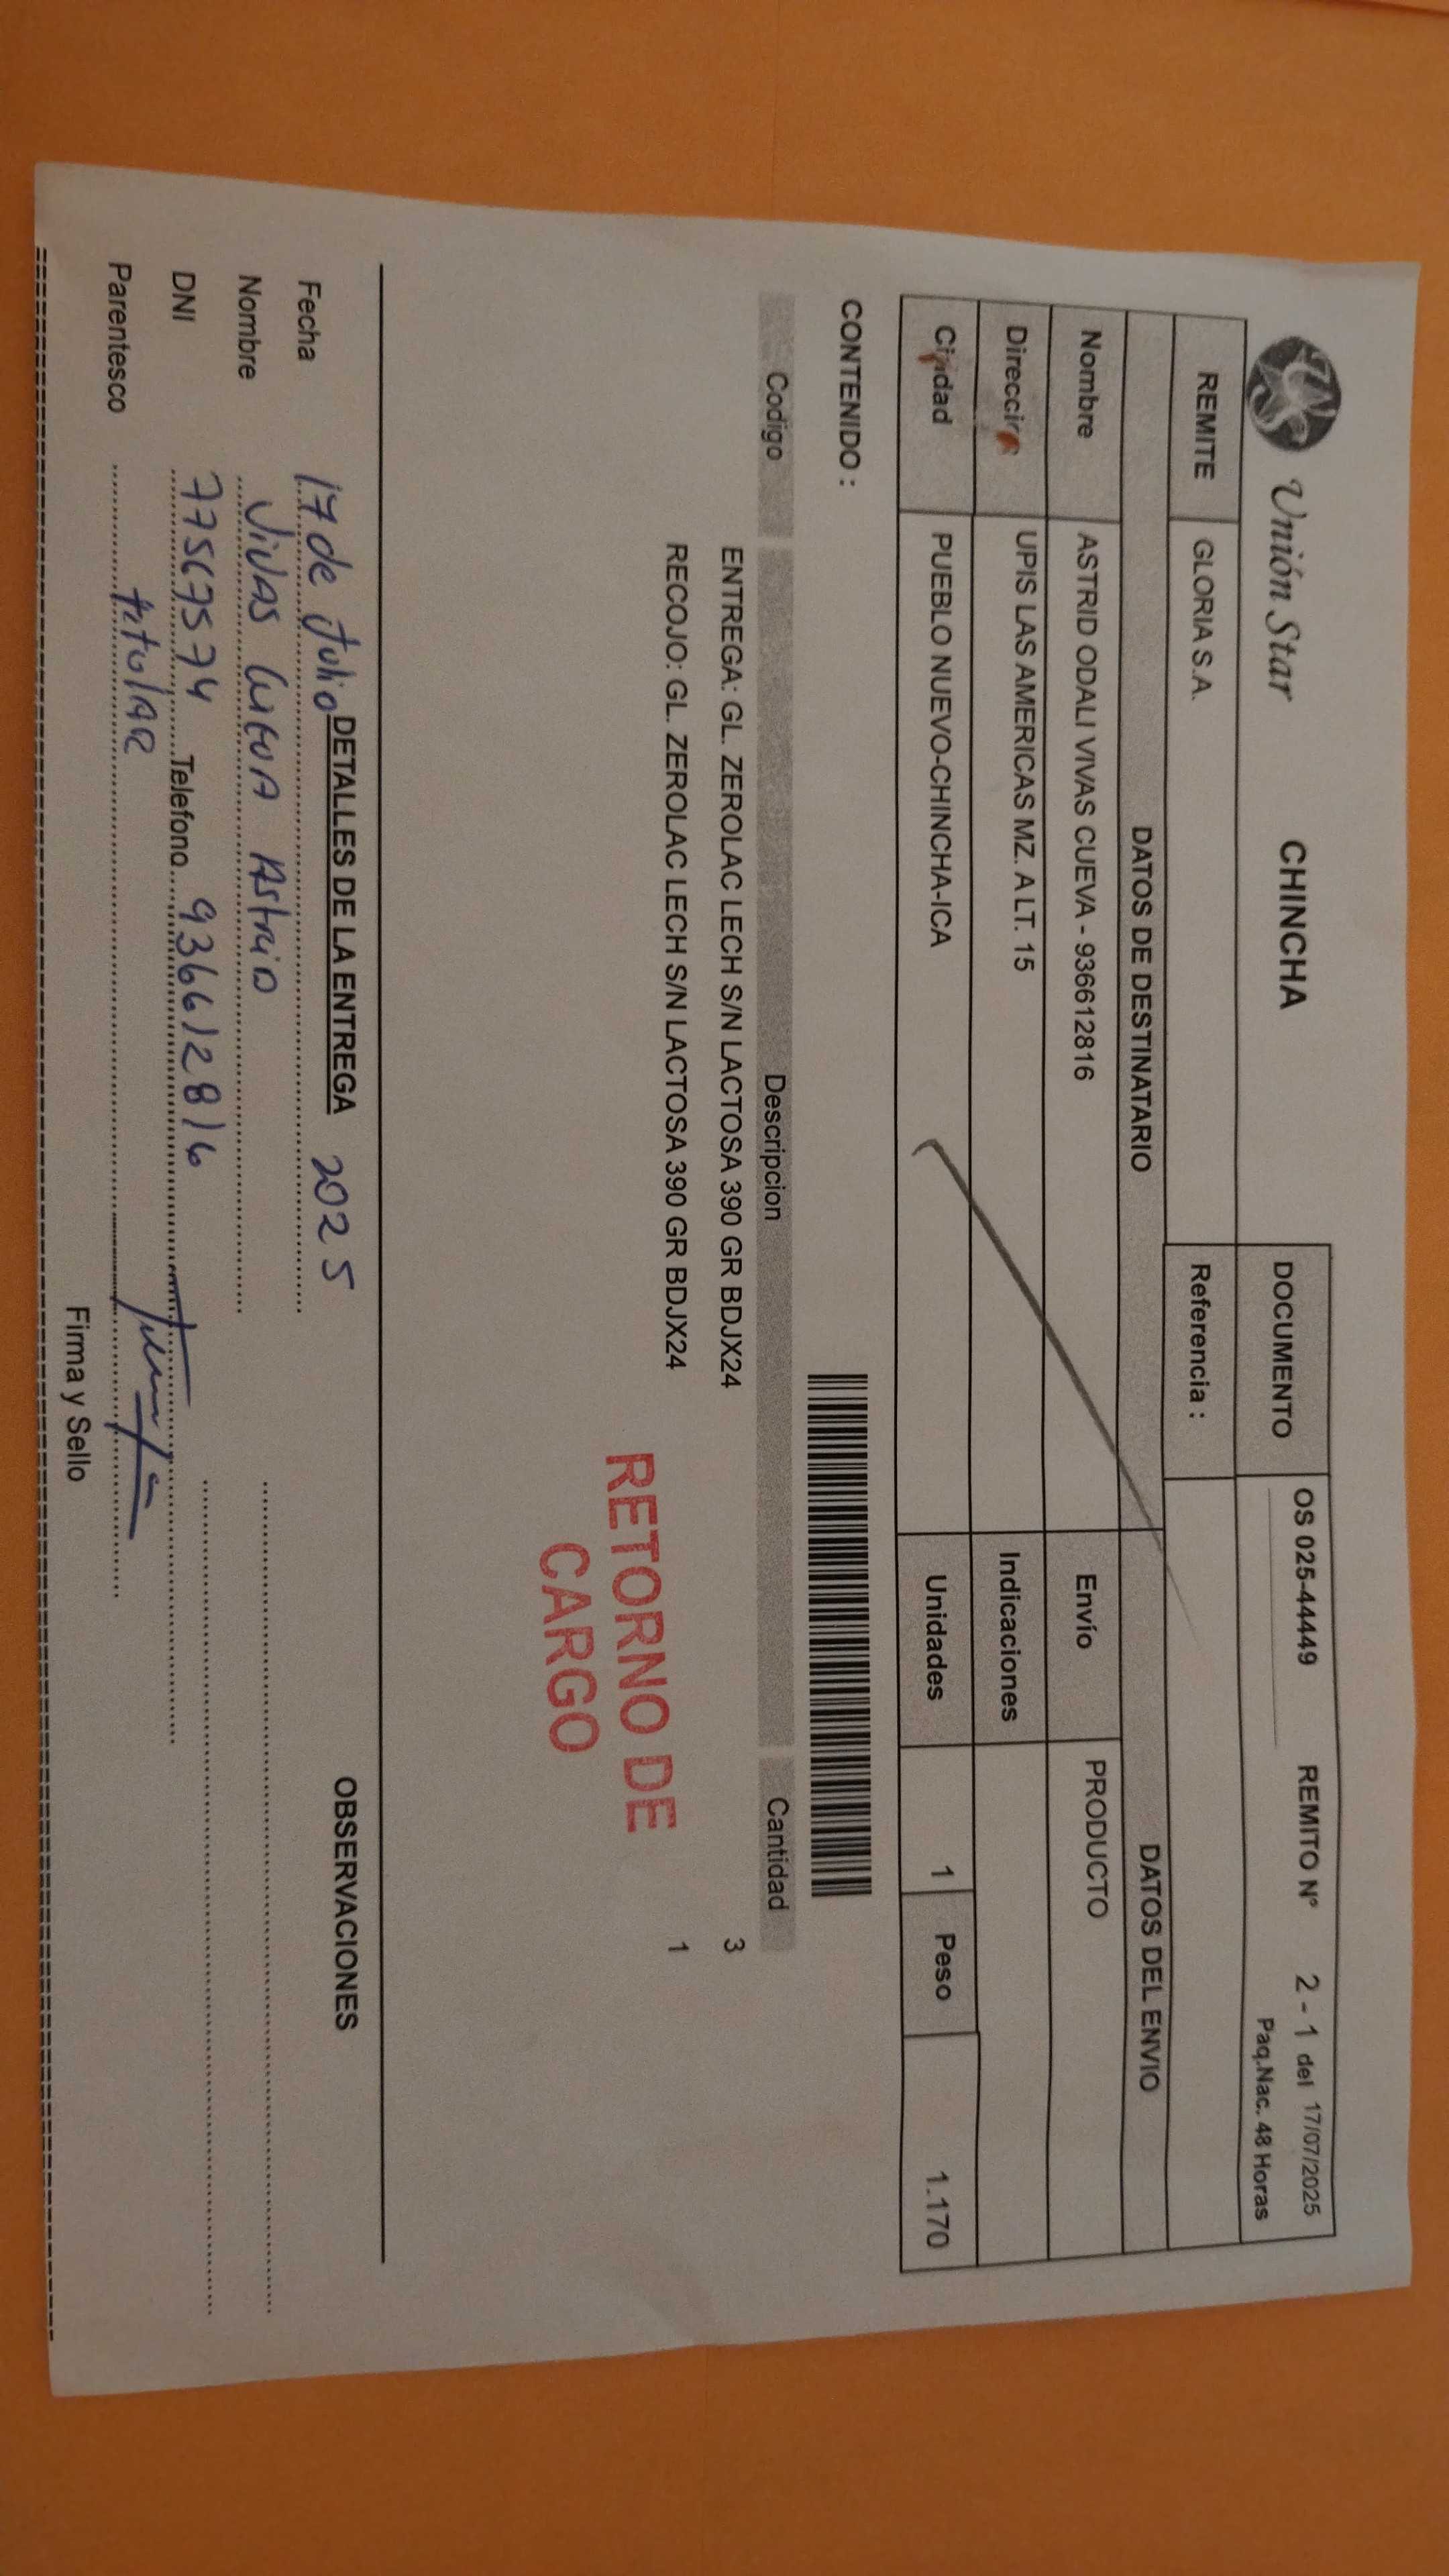 Unión Star
CHINCHA
DOCUMENTO OS 025-44449 REMITO N° 2 - 1 del 17/07/2025
Paq.Nac. 48 Horas
REMITE GLORIA S.A. Referencia :
DATOS DE DESTINATARIO DATOS DEL ENVIO
Nombre ASTRID ODALI VIVAS CUEVA - 936612816 Envío PRODUCTO
UPIS LAS AMERICAS MZ. A LT. 15 Indicaciones
Ciudad PUEBLO NUEVO-CHINCHA-ICA Unidades 1 Peso 1.170
CONTENIDO :
Codigo Descripcion Cantidad
ENTREGA: GL. ZEROLAC LECH S/N LACTOSA 390 GR BDJX24 3
RECOJO: GL. ZEROLAC LECH S/N LACTOSA 390 GR BDJX24 1
RETORNO DE
CARGO
DETALLES DE LA ENTREGA OBSERVACIONES
Fecha 17 de Julio 2025
Nombre Vivas Cueva Astrid
DNI Telefono 936612816
Parentesco titular
Firma y Sello